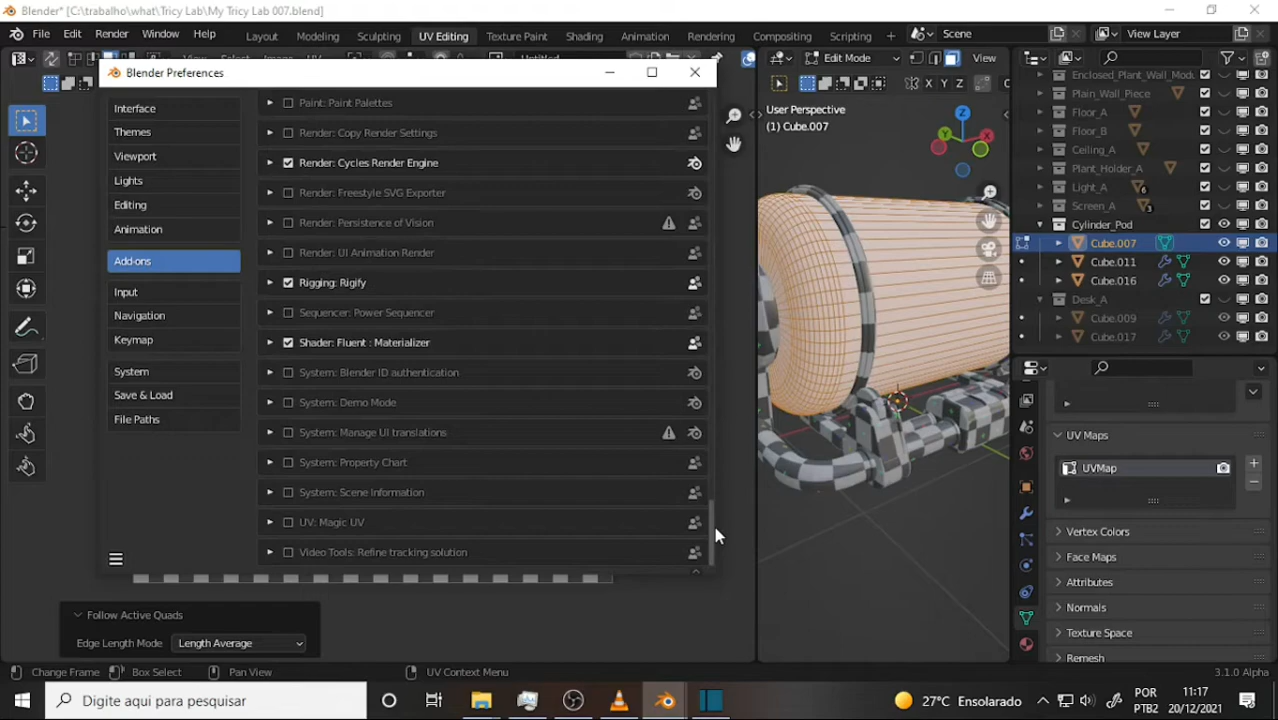 Blender* [C:\trabalho\what\Tricy Lab\My Tricy Lab 007.blend]
File Edit Render Window Help
Layout Modeling Sculpting UV Editing Texture Paint Shading Animation Rendering Compositing Scripting
Scene
View Layer
Blender Preferences
Interface
Themes
Viewport
Lights
Editing
Animation
Add-ons
Input
Navigation
Keymap
System
Save & Load
File Paths
Paint: Paint Palettes
Render: Copy Render Settings
Render: Cycles Render Engine
Render: Freestyle SVG Exporter
Render: Persistence of Vision
Render: UI Animation Render
Rigging: Rigify
Sequencer: Power Sequencer
Shader: Fluent : Materializer
System: Blender ID authentication
System: Demo Mode
System: Manage UI translations
System: Property Chart
System: Scene Information
UV: Magic UV
Video Tools: Refine tracking solution
Follow Active Quads
Edge Length Mode Length Average
Edit Mode View
X Y Z
User Perspective
(1) Cube.007
Z
Y
X
Enclosed_Plant_Wall_Modu
Plain_Wall_Piece
Floor_A
Floor_B
Ceiling_A
Plant_Holder_A
Light_A 6
Screen_A 3
Cylinder_Pod
Cube.007
Cube.011
Cube.016
Desk_A
Cube.009
Cube.017
UV Maps
UVMap
Vertex Colors
Face Maps
Attributes
Normals
Texture Space
Remesh
Change Frame Box Select Pan View UV Context Menu 3.1.0 Alpha
Digite aqui para pesquisar
27°C Ensolarado
POR
PTB2
11:17
20/12/2021